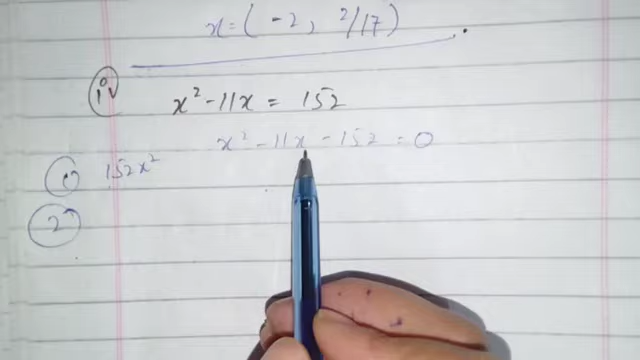 x = ( -2, 2/17 )
iv x² - 11x = 152
x² - 11x - 152 = 0
1 152x²
2